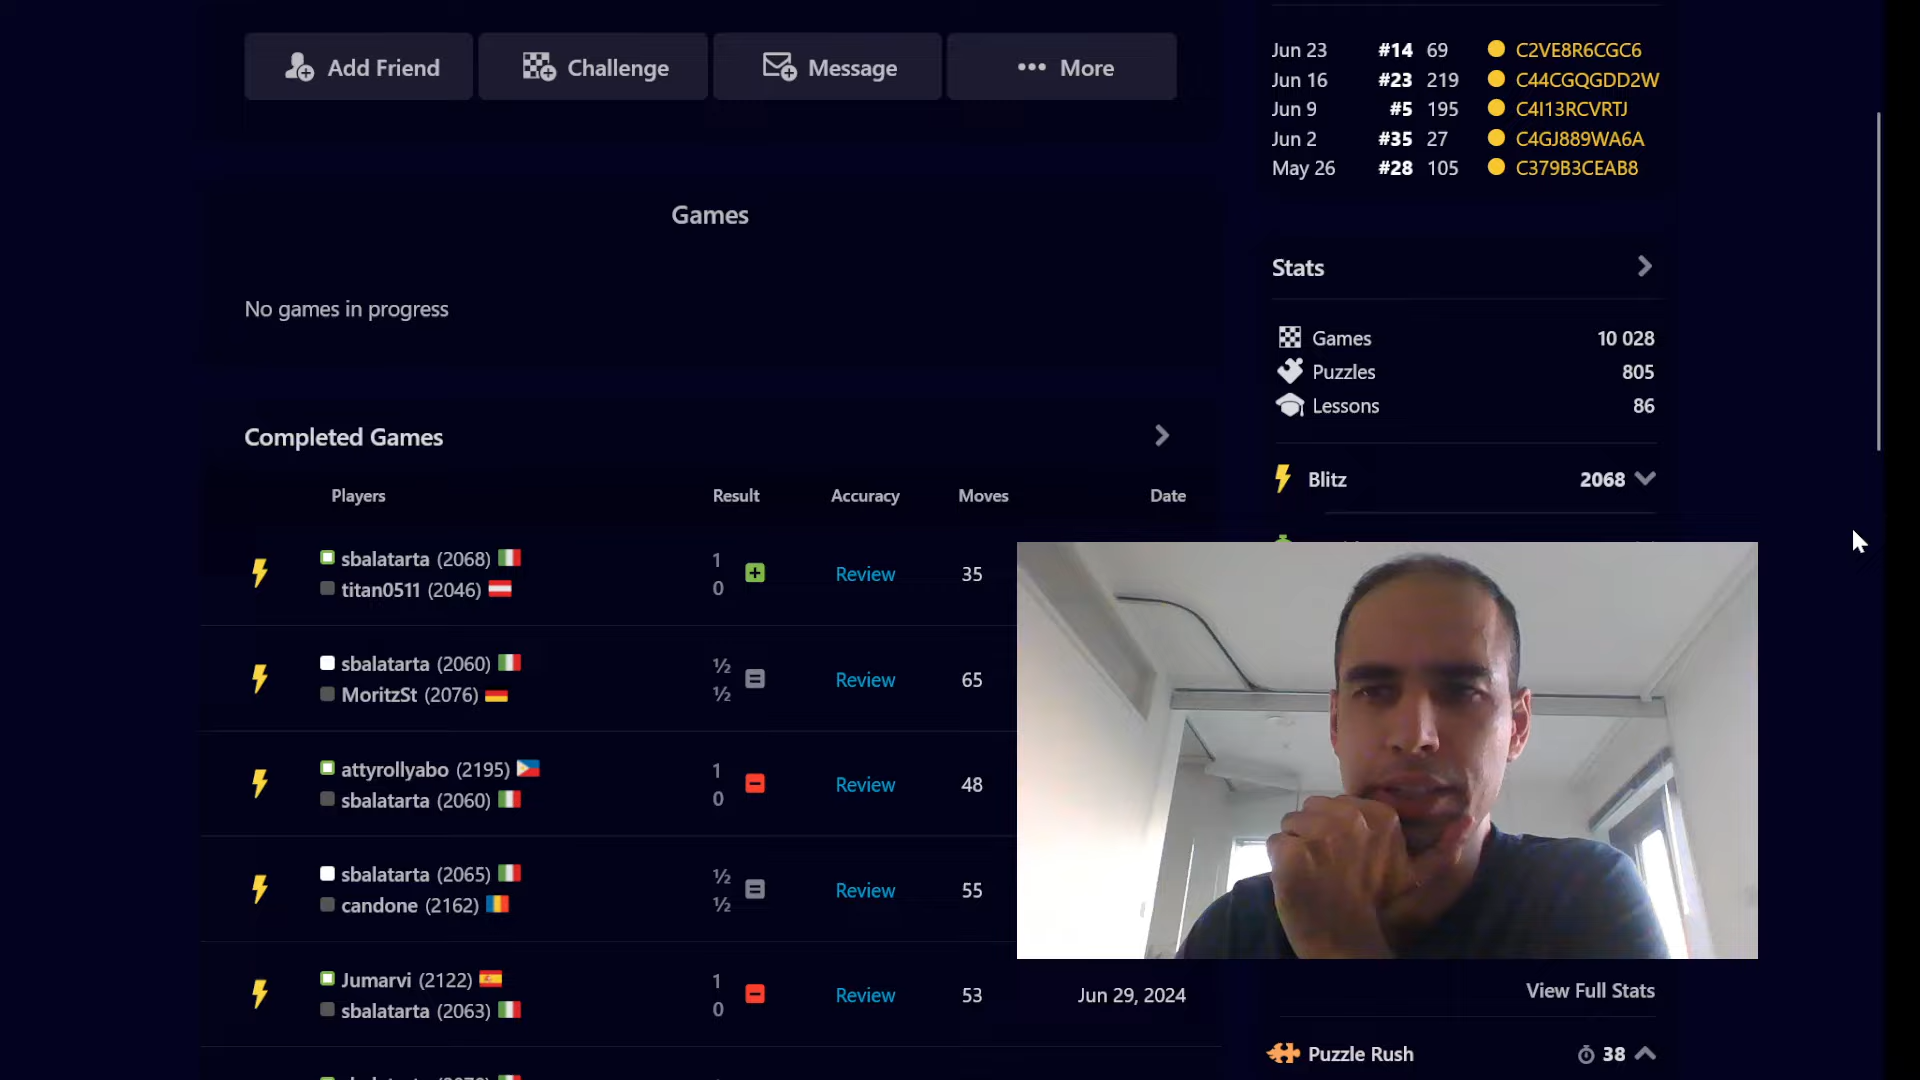 Add Friend
Challenge
Message
More
Jun 23 #14 69 C2VE8R6CGC6
Jun 16 #23 219 C44CGQGDD2W
Jun 9 #5 195 C4I13RCVRTJ
Jun 2 #35 27 C4GJ889WA6A
May 26 #28 105 C379B3CEAB8
Games
No games in progress
Stats
Games 10 028
Puzzles 805
Lessons 86
Blitz 2068
Completed Games
Players Result Accuracy Moves Date
sbalatarta (2068) 1
titan0511 (2046) 0
Review 35
sbalatarta (2060) ½
MoritzSt (2076) ½
Review 65
attyrollyabo (2195) 1
sbalatarta (2060) 0
Review 48
sbalatarta (2065) ½
candone (2162) ½
Review 55
Jumarvi (2122) 1
sbalatarta (2063) 0
Review 53 Jun 29, 2024
View Full Stats
Puzzle Rush 38